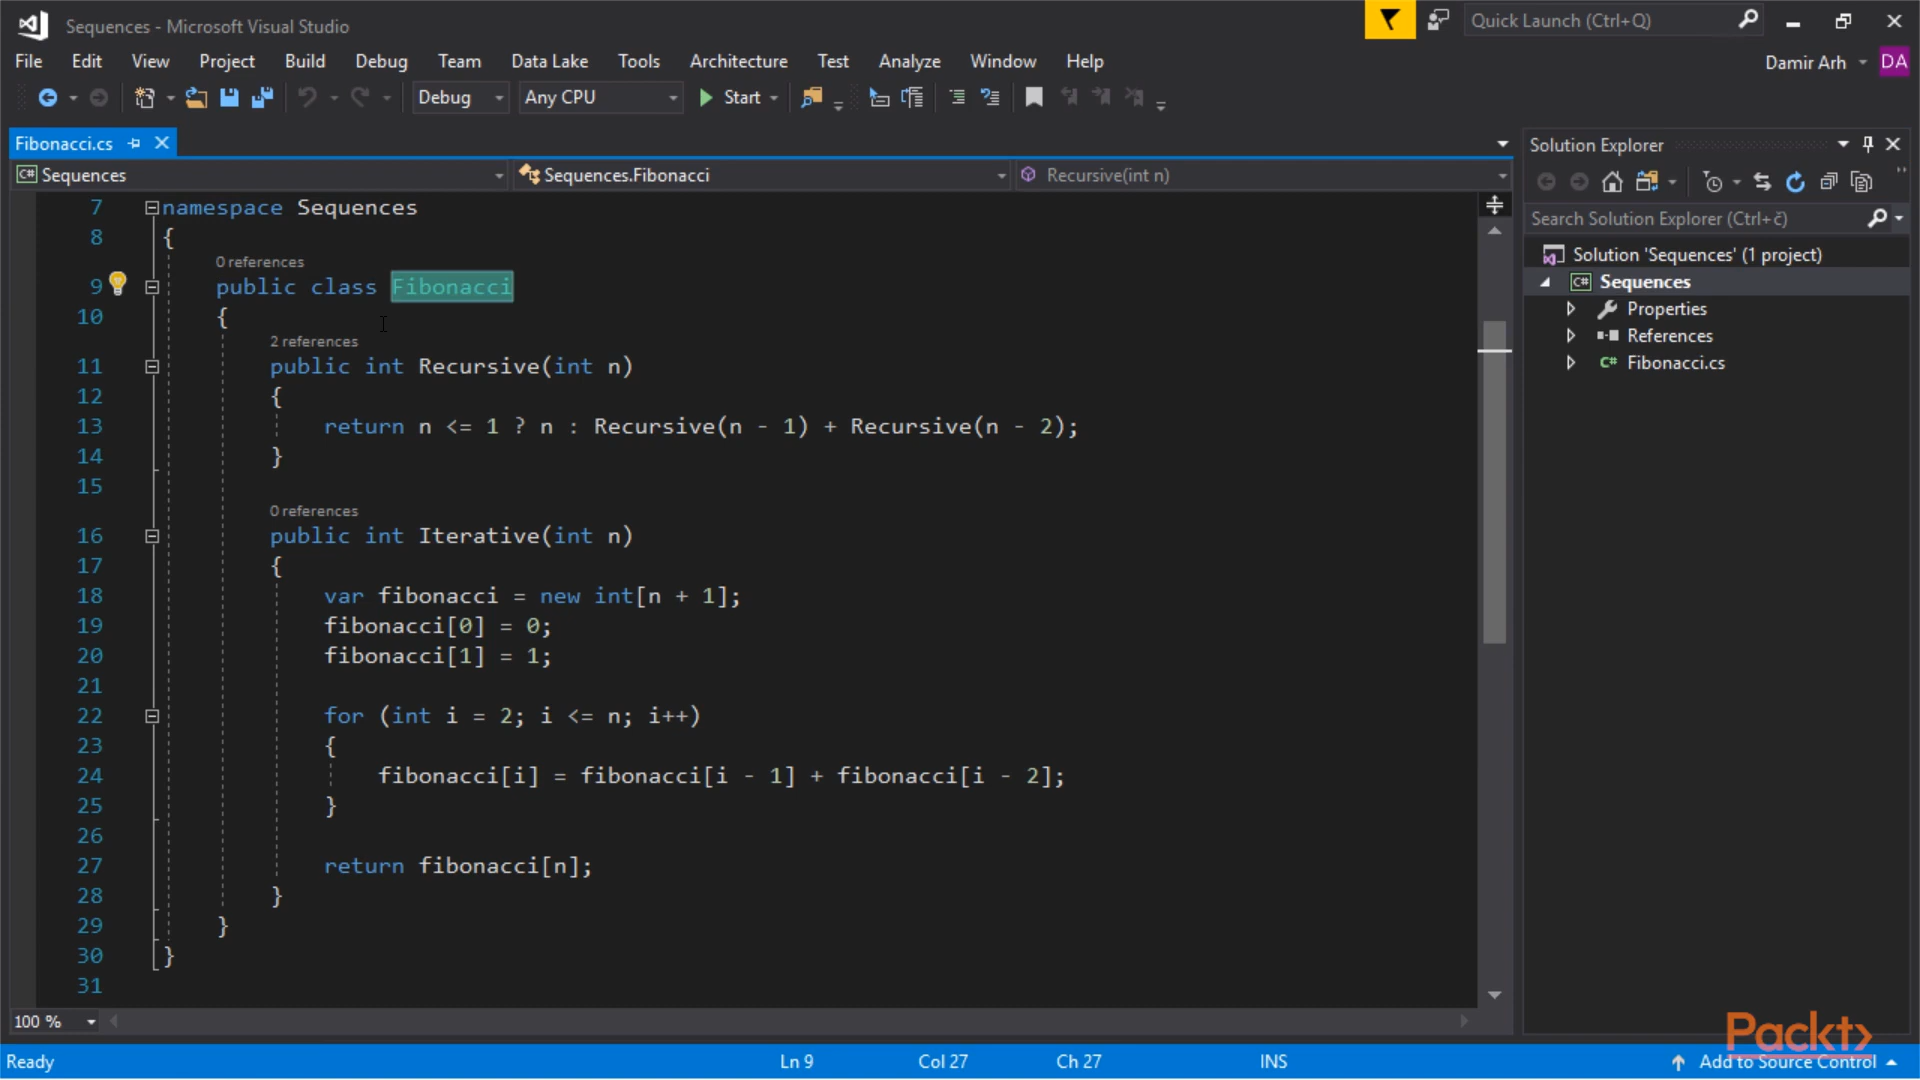 Sequences - Microsoft Visual Studio
Quick Launch (Ctrl+Q)
File Edit View Project Build Debug Team Data Lake Tools Architecture Test Analyze Window Help
Damir Arh DA
Debug Any CPU Start
Fibonacci.cs
Solution Explorer
C# Sequences Sequences.Fibonacci Recursive(int n)
Search Solution Explorer (Ctrl+č)
Solution 'Sequences' (1 project)
C# Sequences
Properties
References
C# Fibonacci.cs
7 namespace Sequences
8 {
0 references
9 public class Fibonacci
10 {
2 references
11 public int Recursive(int n)
12 {
13 return n <= 1 ? n : Recursive(n - 1) + Recursive(n - 2);
14 }
15
0 references
16 public int Iterative(int n)
17 {
18 var fibonacci = new int[n + 1];
19 fibonacci[0] = 0;
20 fibonacci[1] = 1;
21
22 for (int i = 2; i <= n; i++)
23 {
24 fibonacci[i] = fibonacci[i - 1] + fibonacci[i - 2];
25 }
26
27 return fibonacci[n];
28 }
29 }
30 }
31
100 %
Packt>
Ready Ln 9 Col 27 Ch 27 INS Add to Source Control